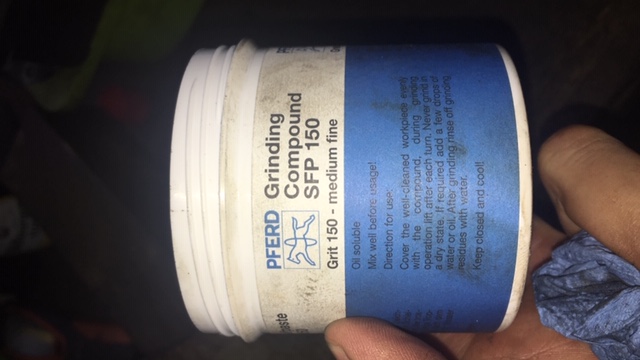 PFERD
Grinding
Compound
SFP 150
Grit 150 - medium fine
Oil soluble
Mix well before usage!
Direction for use:
Cover the well-cleaned workpiece evenly
with the compound, during grinding
operation lift after each turn. Never grind in
a dry state. If required add a few drops of
water or oil. After grinding rinse off grinding
residues with water.
Keep closed and cool!